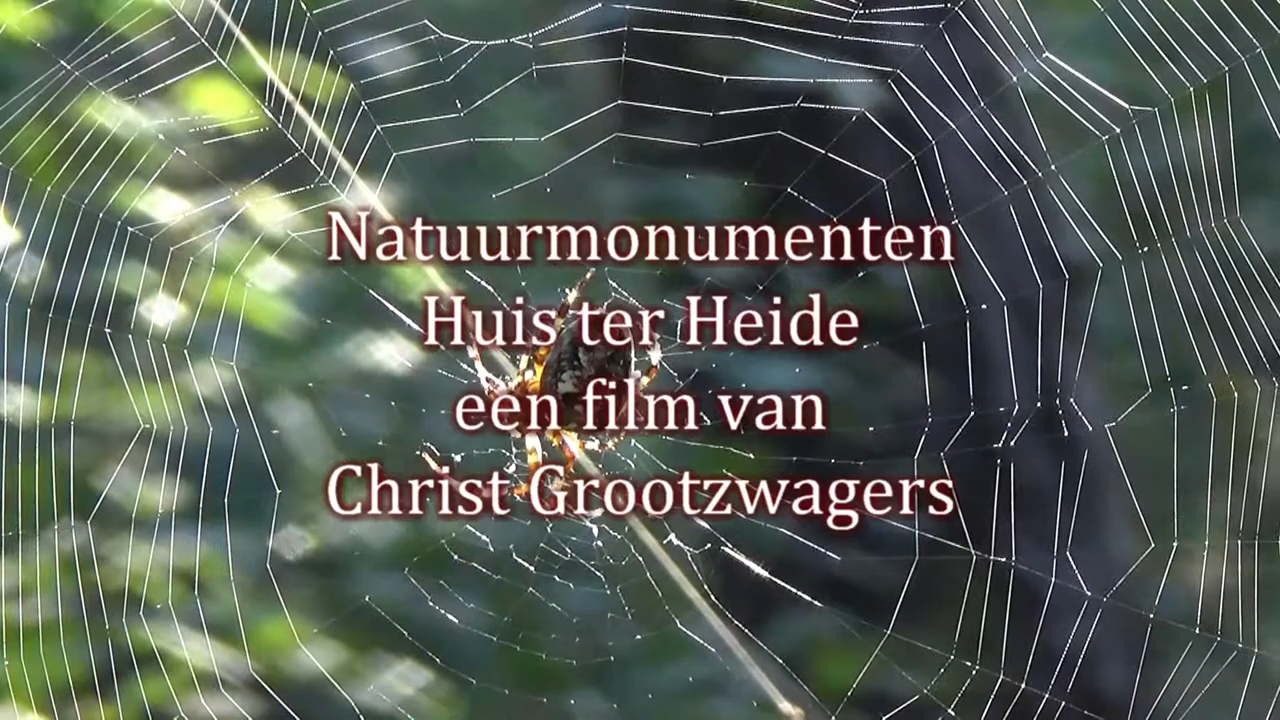 Natuurmonumenten
Huis ter Heide
een film van
Christ Grootzwagers